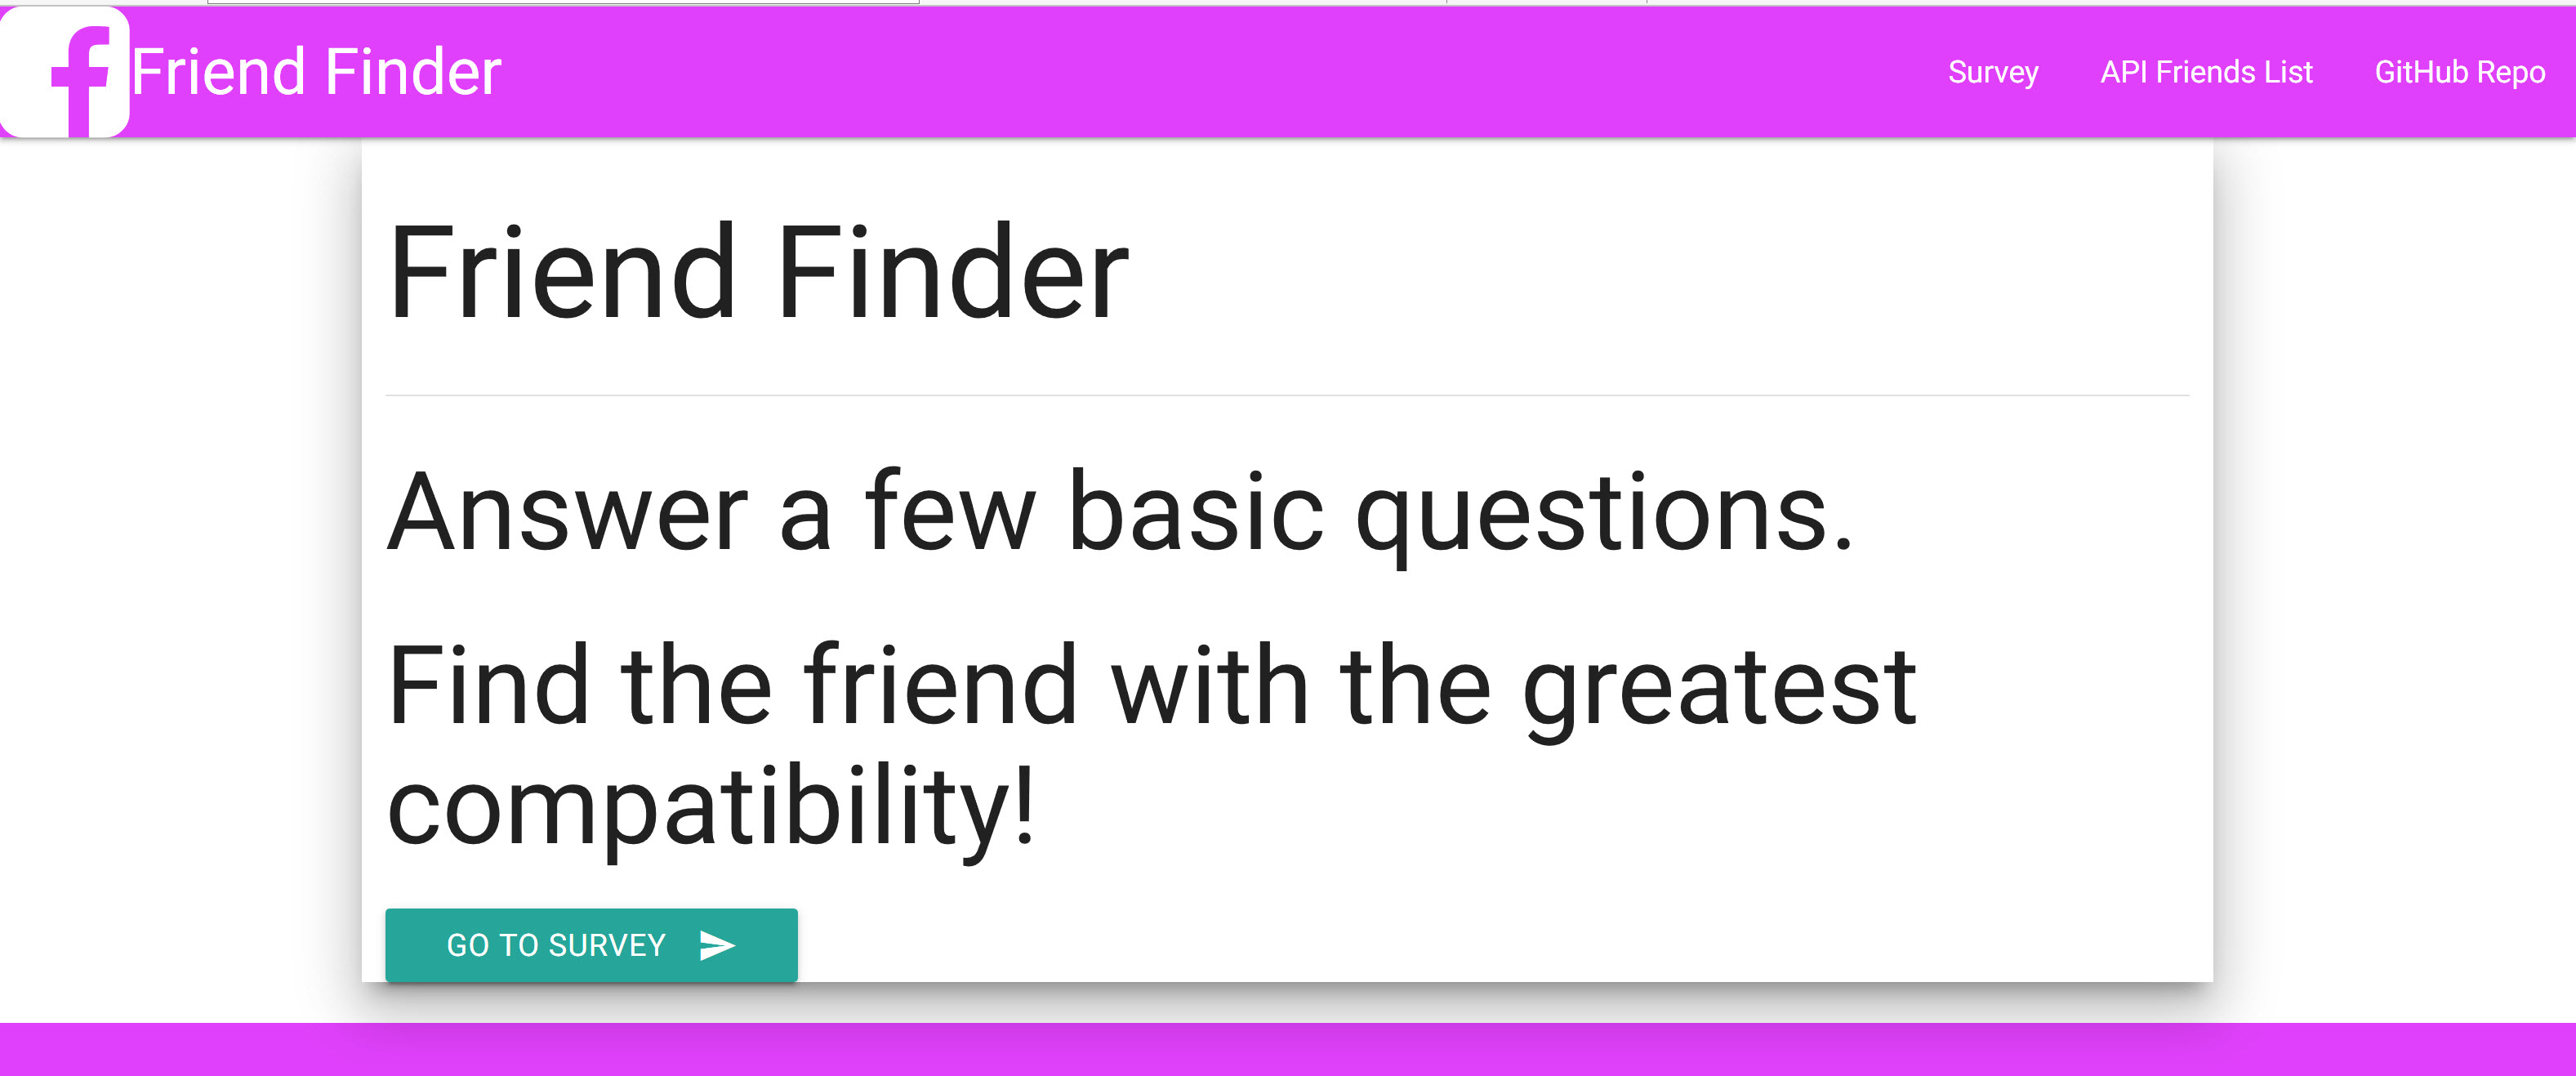 f Friend Finder
Survey API Friends List GitHub Repo
Friend Finder
Answer a few basic questions.
Find the friend with the greatest
compatibility!
GO TO SURVEY